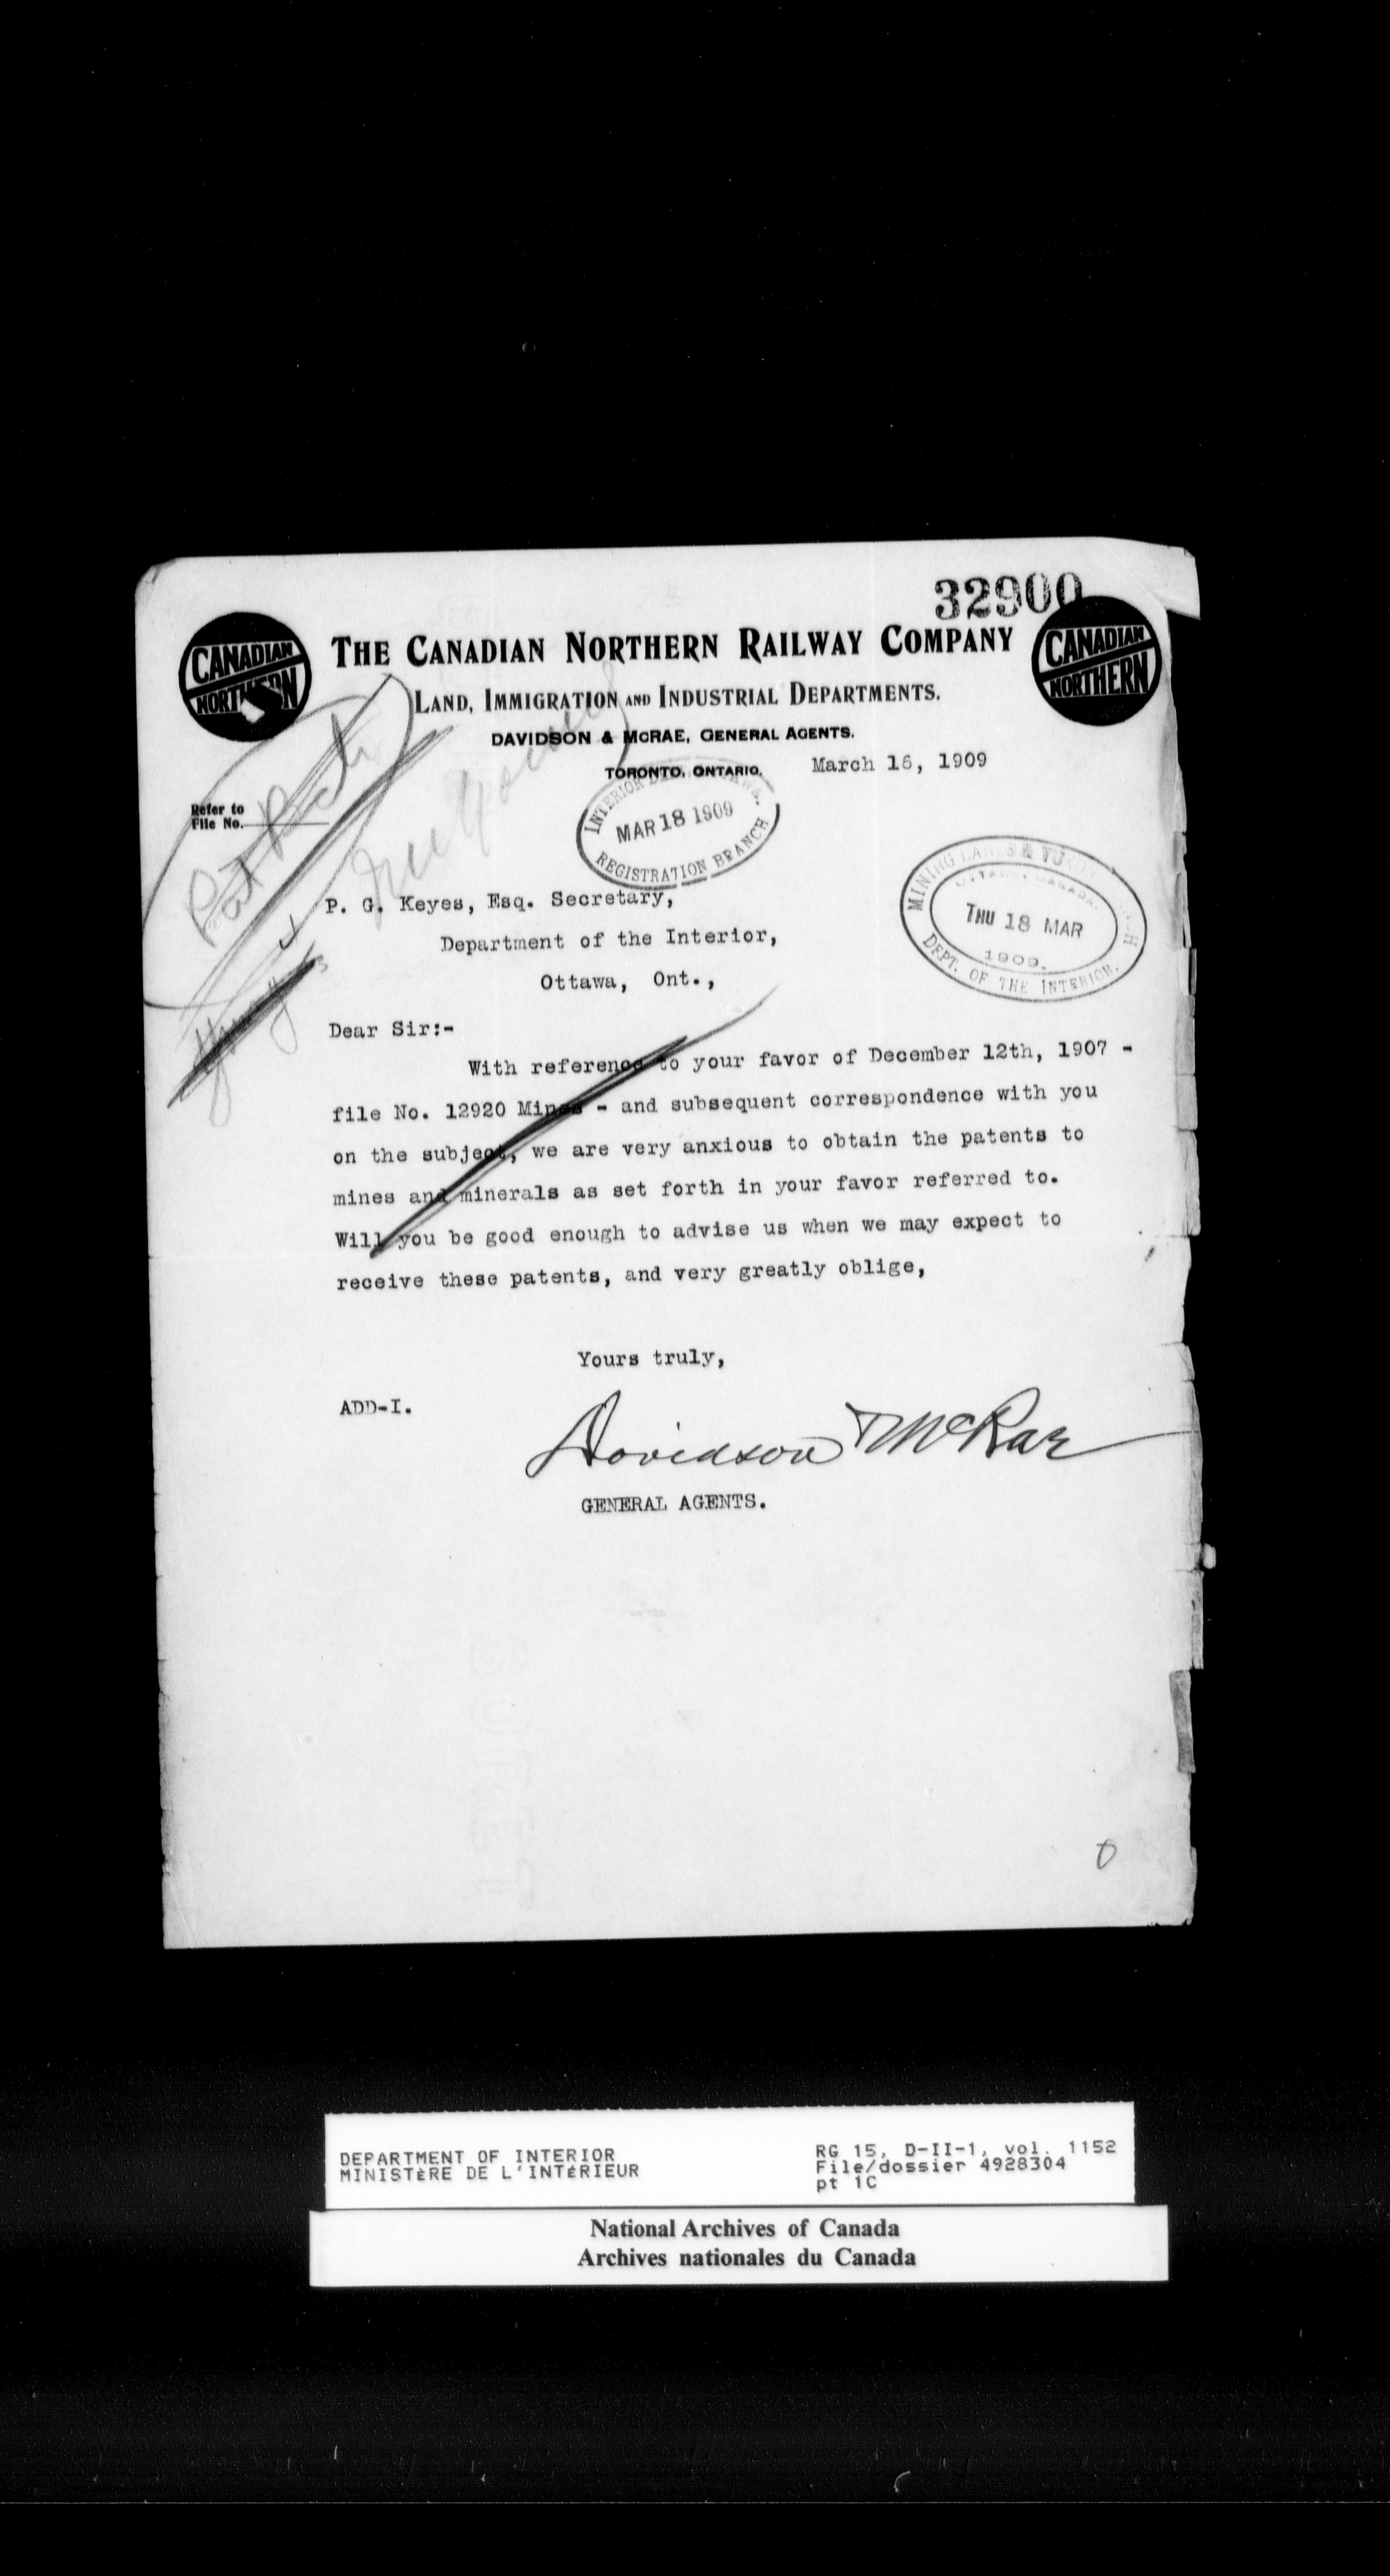 32900
CANADIAN
NORTHERN
THE CANADIAN NORTHERN RAILWAY COMPANY
CANADIAN
NORTHERN
LAND, IMMIGRATION AND INDUSTRIAL DEPARTMENTS.
DAVIDSON & MCRAE, GENERAL AGENTS.
TORONTO, ONTARIO.
March 16, 1909
Refer to
File No.
INTERIOR
MAR 18 1909
REGISTRATION BRANCH
MINING LANDS & YUKON
OTTAWA, CANADA.
THU 18 MAR
1909.
DEPT. OF THE INTERIOR.
P. G. Keyes, Esq. Secretary,
Department of the Interior,
Ottawa, Ont.,
Dear Sir:-
With reference to your favor of December 12th, 1907 -
file No. 12920 Mines - and subsequent correspondence with you
on the subject, we are very anxious to obtain the patents to
mines and minerals as set forth in your favor referred to.
Will you be good enough to advise us when we may expect to
receive these patents, and very greatly oblige,
Yours truly,
ADD-I.
Davidson & McRae
GENERAL AGENTS.
DEPARTMENT OF INTERIOR
MINISTÈRE DE L'INTÉRIEUR
RG 15, D-II-1, vol. 1152
File/dossier 4928304
pt 1C
National Archives of Canada
Archives nationales du Canada